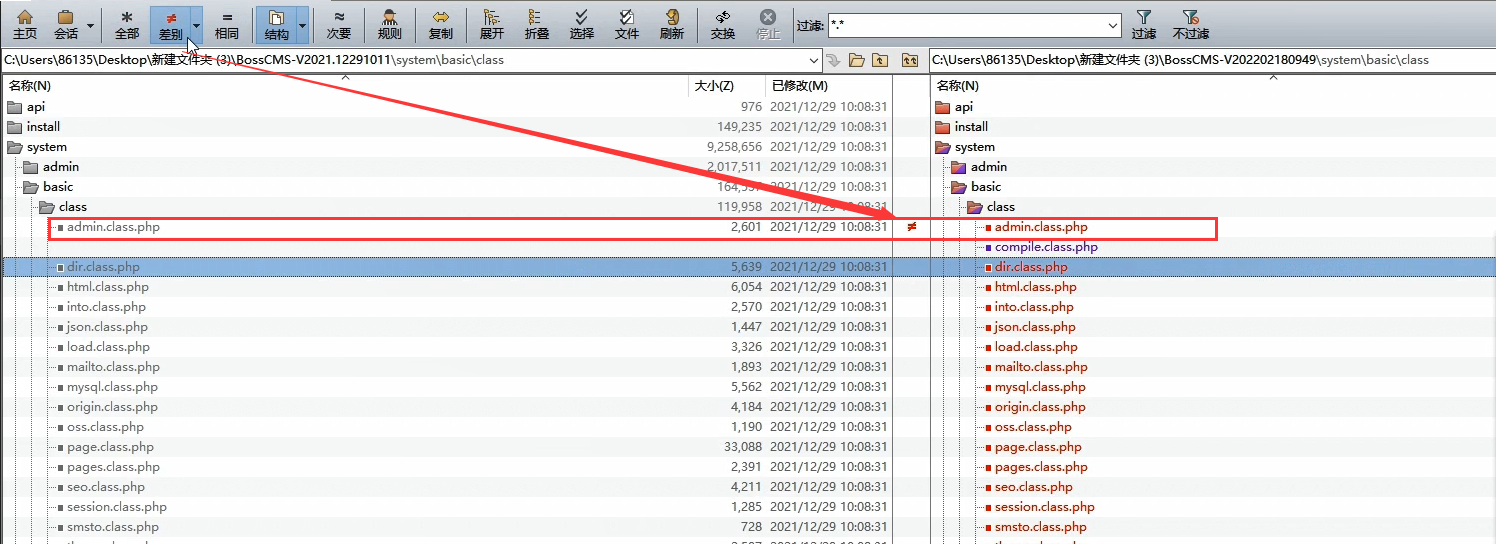 主页 会话 全部 差别 相同 结构 次要 规则 复制 展开 折叠 选择 文件 刷新 交换 停止 过滤: *.* 过滤 不过滤
C:\Users\86135\Desktop\新建文件夹 (3)\BossCMS-V2021.12291011\system\basic\class C:\Users\86135\Desktop\新建文件夹 (3)\BossCMS-V202202180949\system\basic\class
名称(N) 大小(Z) 已修改(M) 名称(N)
api 976 2021/12/29 10:08:31 api
install 149,235 2021/12/29 10:08:31 install
system 9,258,656 2021/12/29 10:08:31 system
admin 2,017,511 2021/12/29 10:08:31 admin
basic 2021/12/29 10:08:31 basic
class 119,958 2021/12/29 10:08:31 class
admin.class.php 2,601 2021/12/29 10:08:31 ≠ admin.class.php
compile.class.php
dir.class.php 5,639 2021/12/29 10:08:31 dir.class.php
html.class.php 6,054 2021/12/29 10:08:31 html.class.php
into.class.php 2,570 2021/12/29 10:08:31 into.class.php
json.class.php 1,447 2021/12/29 10:08:31 json.class.php
load.class.php 3,326 2021/12/29 10:08:31 load.class.php
mailto.class.php 1,893 2021/12/29 10:08:31 mailto.class.php
mysql.class.php 5,562 2021/12/29 10:08:31 mysql.class.php
origin.class.php 4,184 2021/12/29 10:08:31 origin.class.php
oss.class.php 1,190 2021/12/29 10:08:31 oss.class.php
page.class.php 33,088 2021/12/29 10:08:31 page.class.php
pages.class.php 2,391 2021/12/29 10:08:31 pages.class.php
seo.class.php 4,211 2021/12/29 10:08:31 seo.class.php
session.class.php 1,285 2021/12/29 10:08:31 session.class.php
smsto.class.php 728 2021/12/29 10:08:31 smsto.class.php